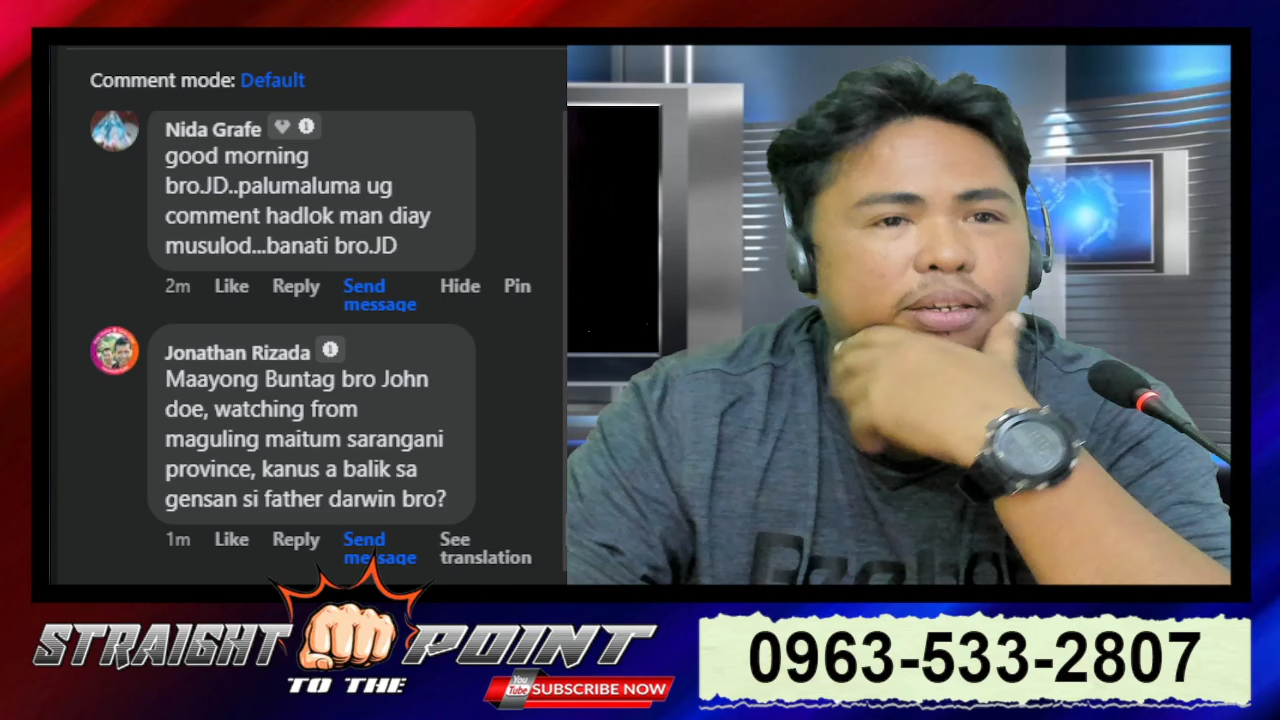 Comment mode: Default
Nida Grafe
good morning
bro.JD..palumaluma ug
comment hadlok man diay
musulod...banati bro.JD
2m Like Reply Send message Hide Pin
Jonathan Rizada
Maayong Buntag bro John
doe, watching from
maguling maitum sarangani
province, kanus a balik sa
gensan si father darwin bro?
1m Like Reply Send message See translation
STRAIGHT POINT
TO THE
You Tube SUBSCRIBE NOW
0963-533-2807